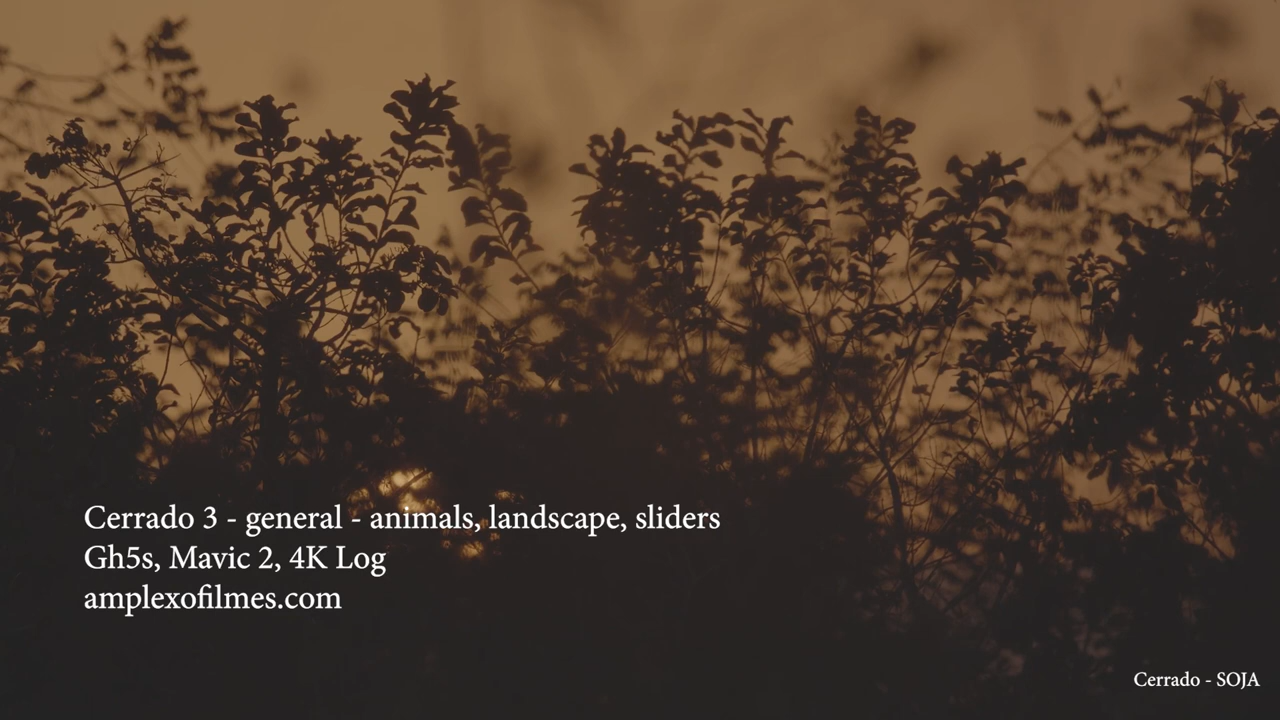 Cerrado 3 - general - animals, landscape, sliders
Gh5s, Mavic 2, 4K Log
amplexofilmes.com
Cerrado - SOJA